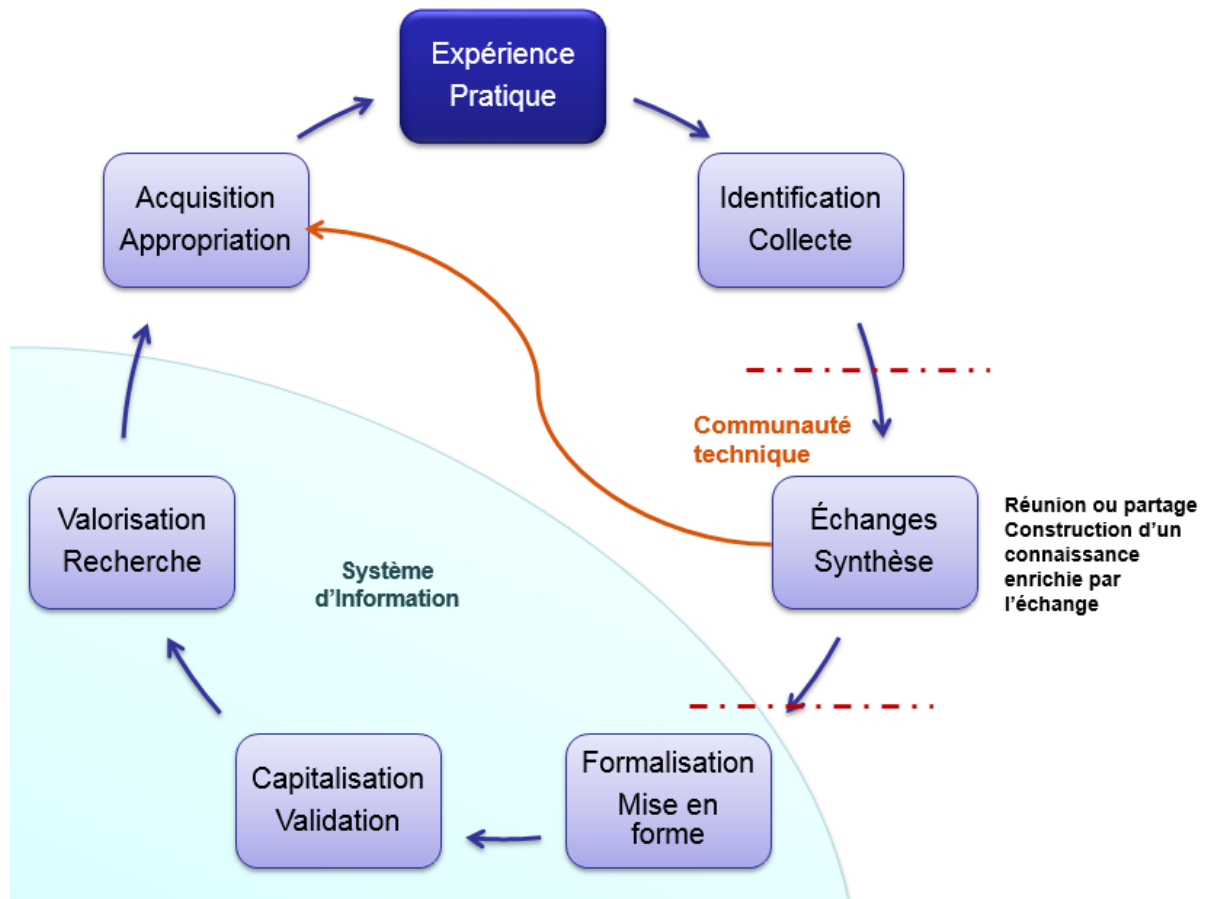 Expérience
Pratique
Identification
Collecte
Communauté
technique
Échanges
Synthèse
Réunion ou partage
Construction d'un
connaissance
enrichie par
l'échange
Formalisation
Mise en
forme
Capitalisation
Validation
Système
d'Information
Valorisation
Recherche
Acquisition
Appropriation